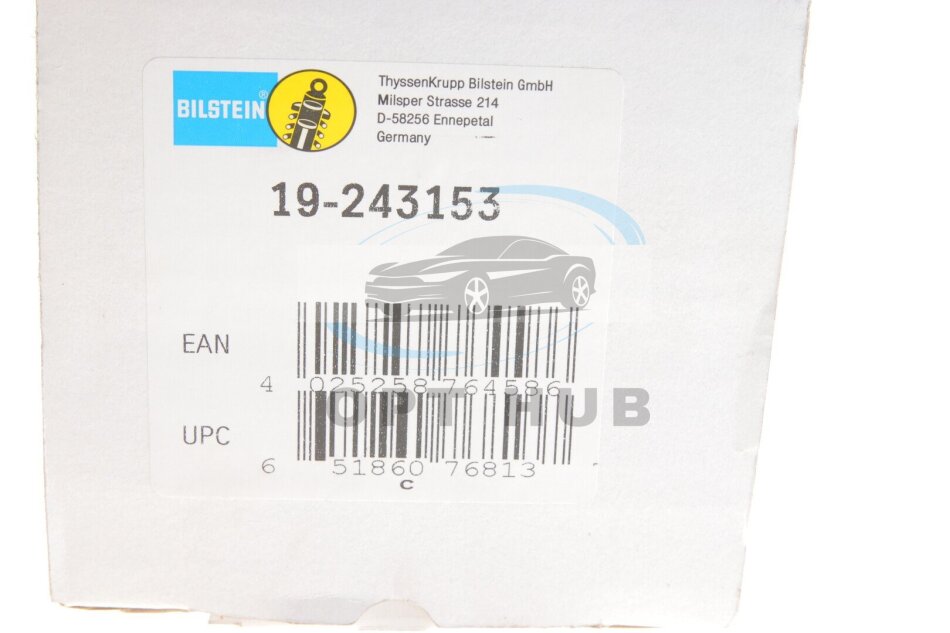 BILSTEIN®
ThyssenKrupp Bilstein GmbH
Milsper Strasse 214
D-58256 Ennepetal
Germany
19-243153
EAN
4 025258 764586
OPT HUB
UPC
6 51860 76813
C